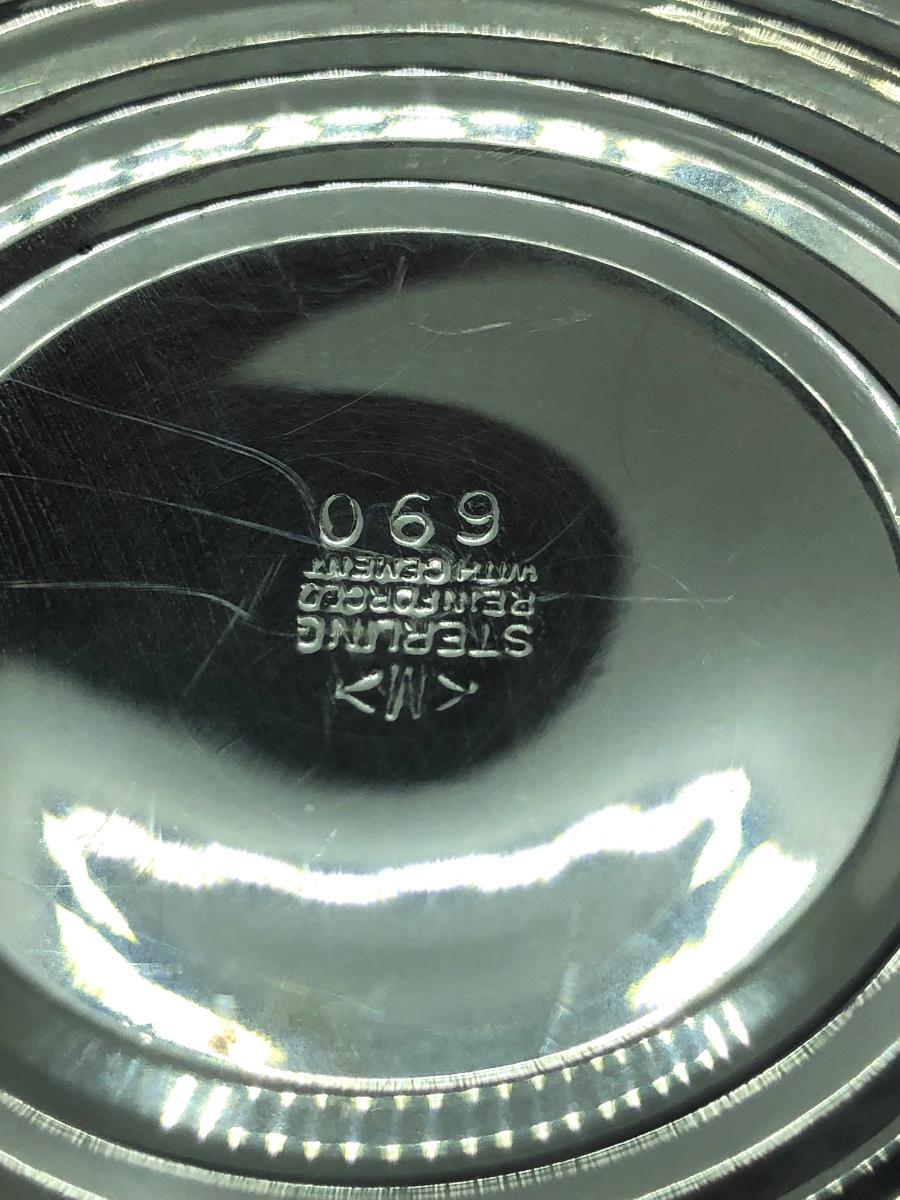 M
STERLING
REINFORCED
WITH CEMENT
690